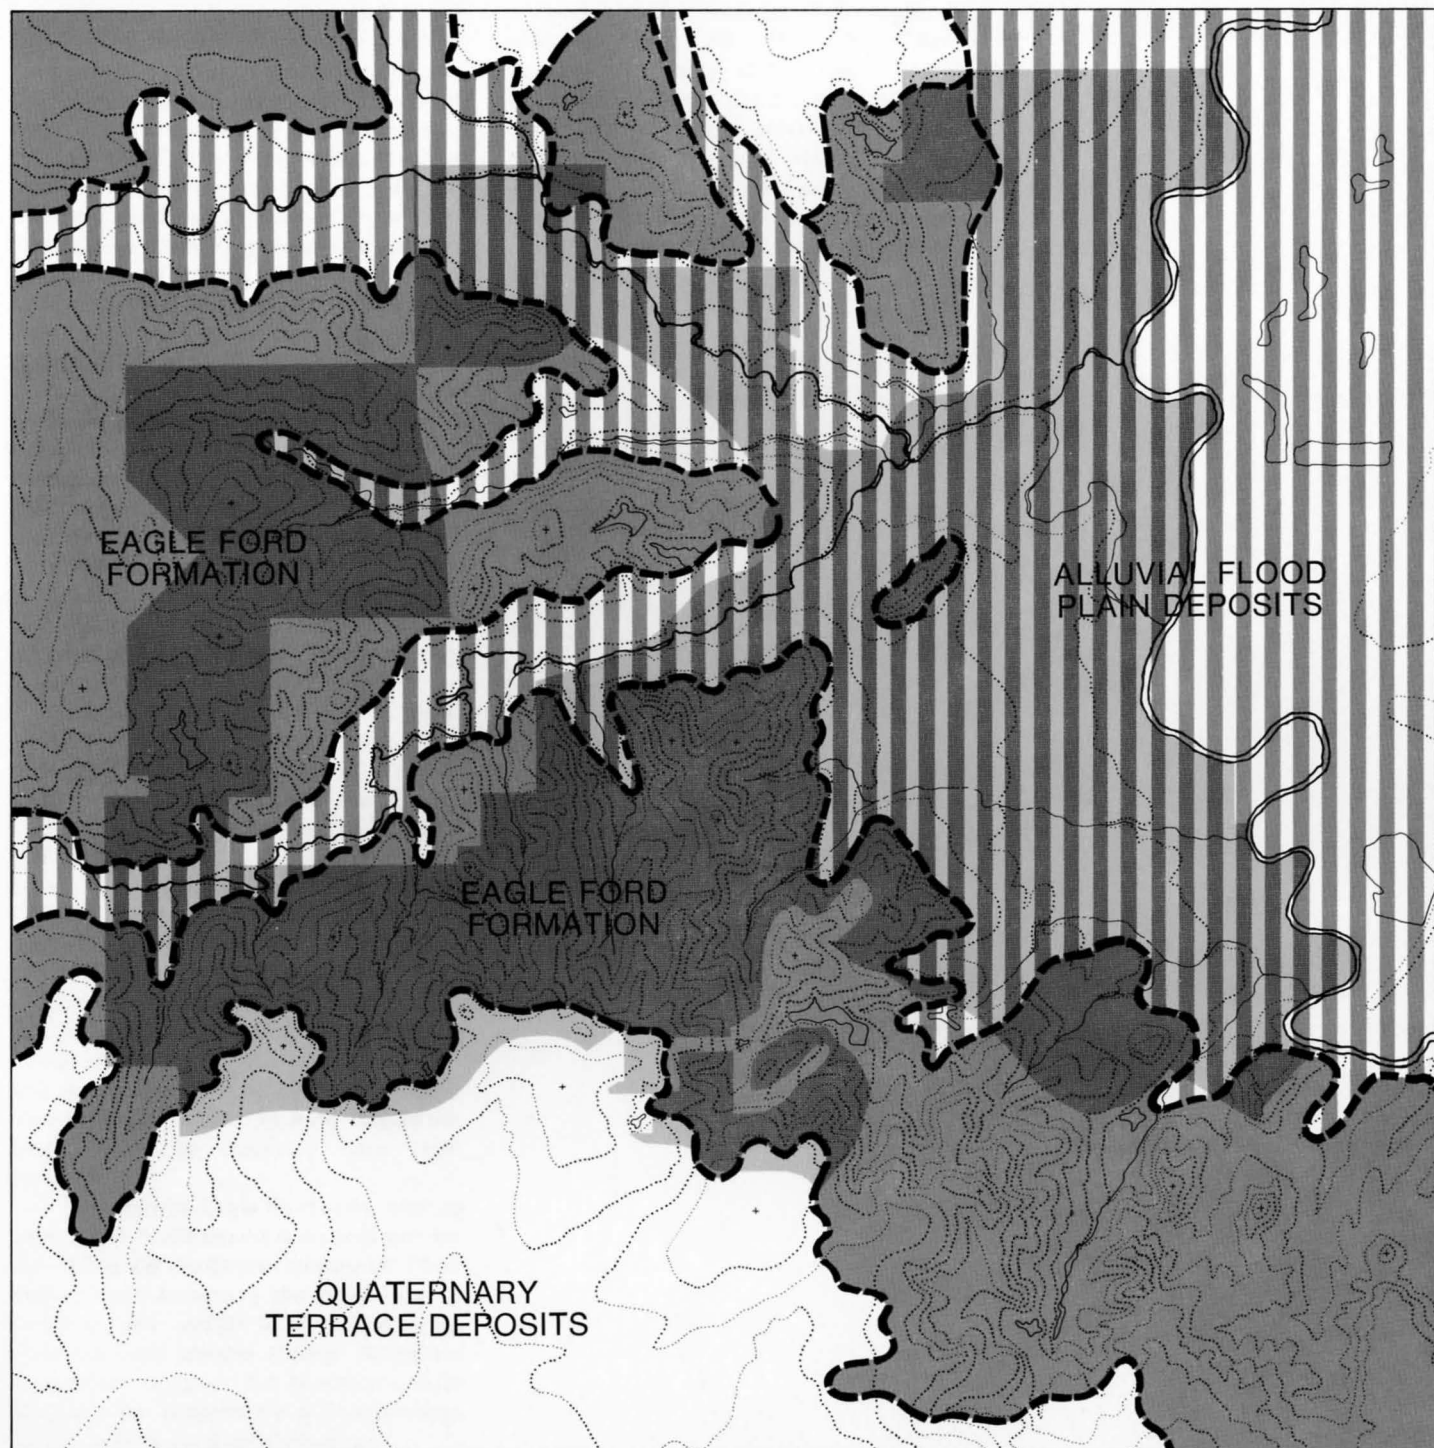 EAGLE FORD
FORMATION
ALLUVIAL FLOOD
PLAIN DEPOSITS
EAGLE FORD
FORMATION
QUATERNARY
TERRACE DEPOSITS